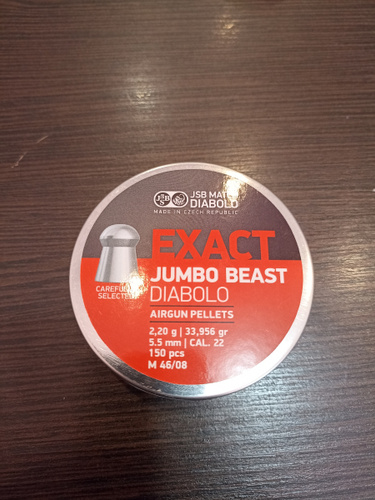 JSB MATCH
DIABOLO
MADE IN CZECH REPUBLIC
EXACT
JUMBO BEAST
DIABOLO
CAREFULLY
SELECTED
AIRGUN PELLETS
2,20 g | 33,956 gr
5.5 mm | CAL. 22
150 pcs
M 46/08